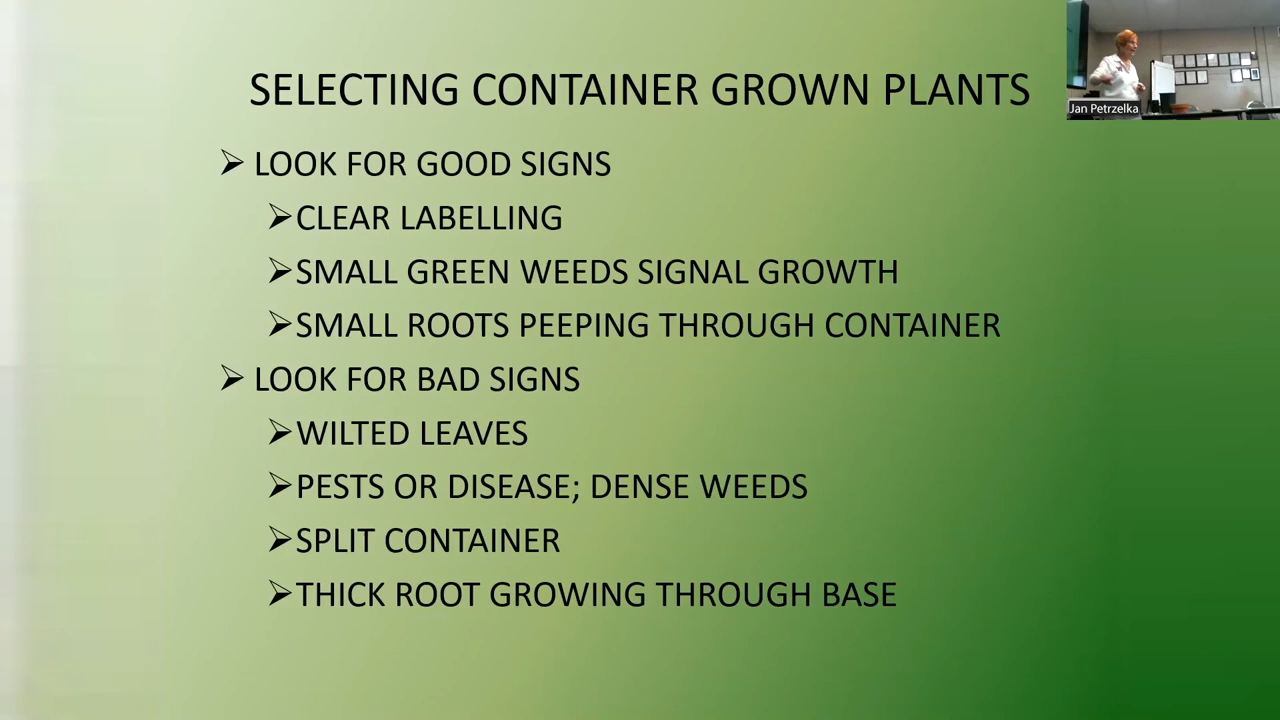 SELECTING CONTAINER GROWN PLANTS
Jan Petrzelka
LOOK FOR GOOD SIGNS
CLEAR LABELLING
SMALL GREEN WEEDS SIGNAL GROWTH
SMALL ROOTS PEEPING THROUGH CONTAINER
LOOK FOR BAD SIGNS
WILTED LEAVES
PESTS OR DISEASE; DENSE WEEDS
SPLIT CONTAINER
THICK ROOT GROWING THROUGH BASE